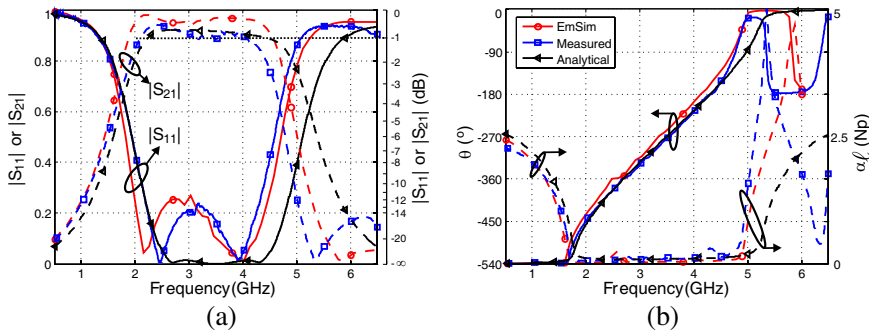 1
0.8
0.6
0.4
0.2
0
|S11| or |S21|
|S21|
|S11|
0
-1
-2
-3
-4
-5
-6
-7
-8
-10
-12
-14
-20
-∞
|S11| or |S21| (dB)
1 2 3 4 5 6
Frequency(GHz)
(a)
EmSim
Measured
Analytical
0
-90
-180
-270
-360
-450
-540
θ (°)
5
2.5
0
αℓ (Np)
1 2 3 4 5 6
Frequency(GHz)
(b)